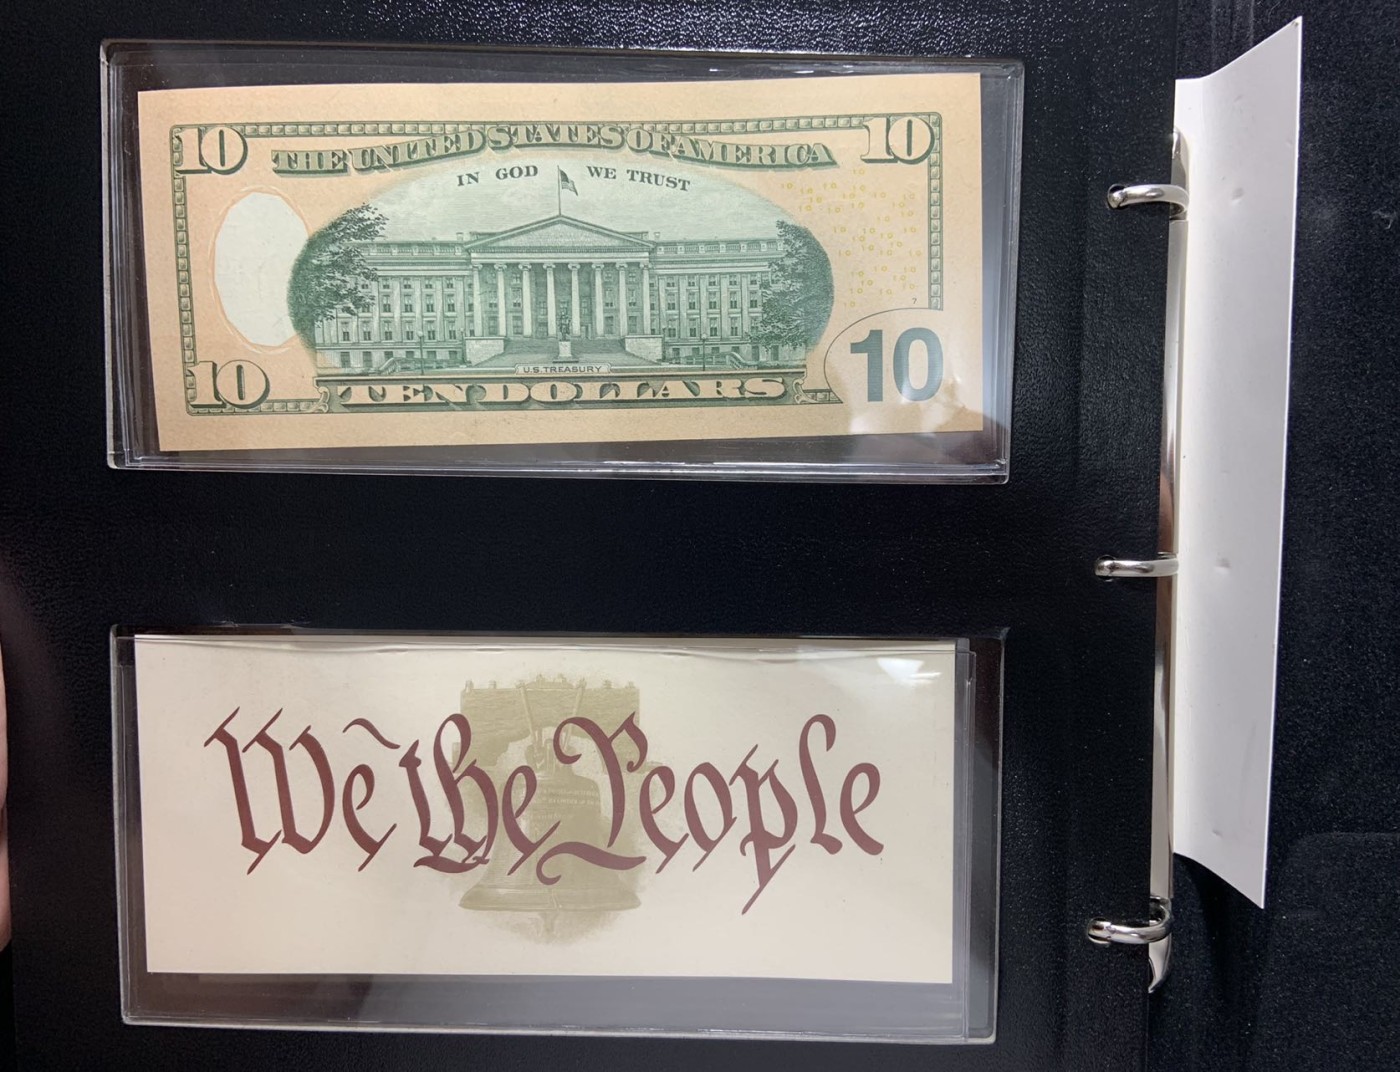 10 THE UNITED STATES OF AMERICA 10
IN GOD WE TRUST
10
U.S. TREASURY
10 TEN DOLLARS
We the People